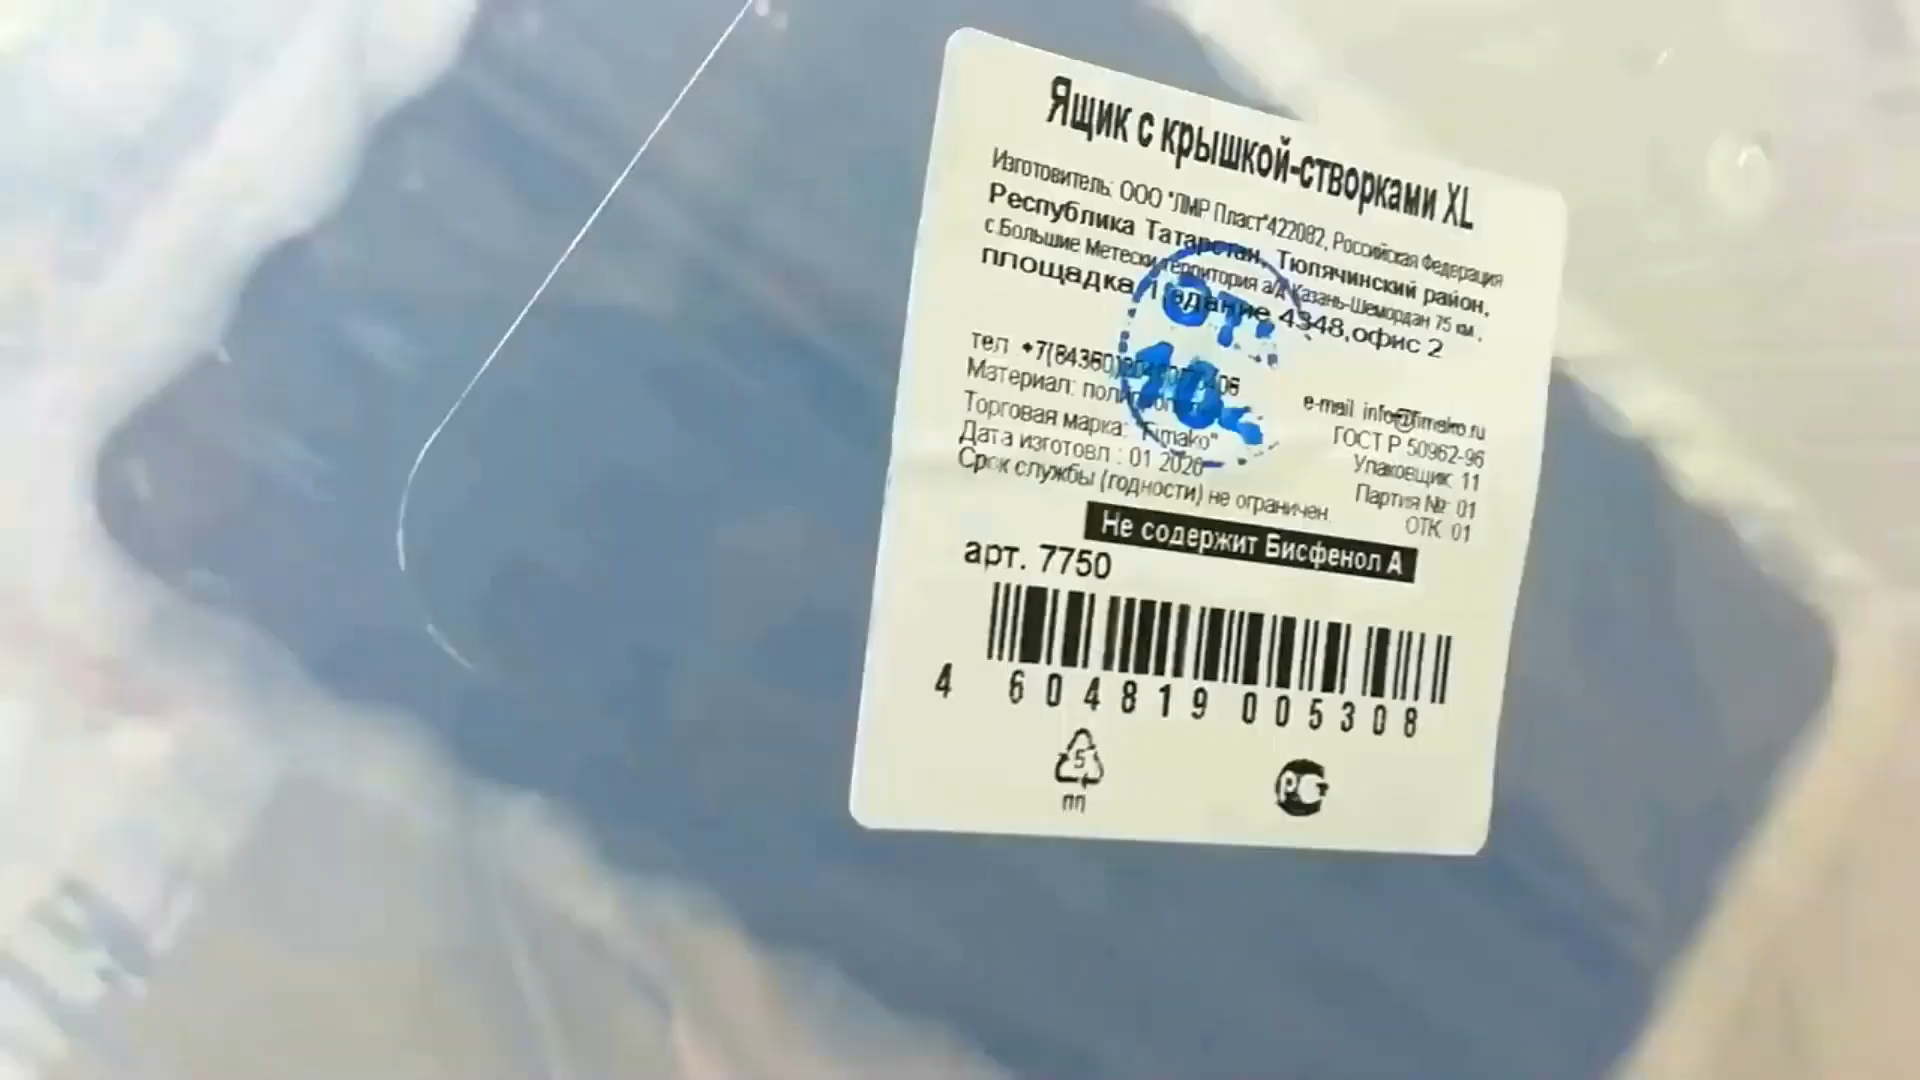 Ящик с крышкой-створками XL
Изготовитель: ООО "ЛМР Пласт"422082, Российская Федерация
Республика Татарстан, Тюлячинский район,
с.Большие Метески территория а/д Казань-Шемордан 75 км.,
площадка 1 здание 4348,офис 2
тел +7(84360)
e-mail info@fimako.ru
Материал:
ГОСТ Р 50962-96
Торговая марка: "Fimako"
Упаковщик 11
Дата изготовл : 01 2020
Партия №: 01
Срок службы (годности) не ограничен
ОТК 01
Не содержит Бисфенол А
арт. 7750
4 604819 005308
5
пп
РС